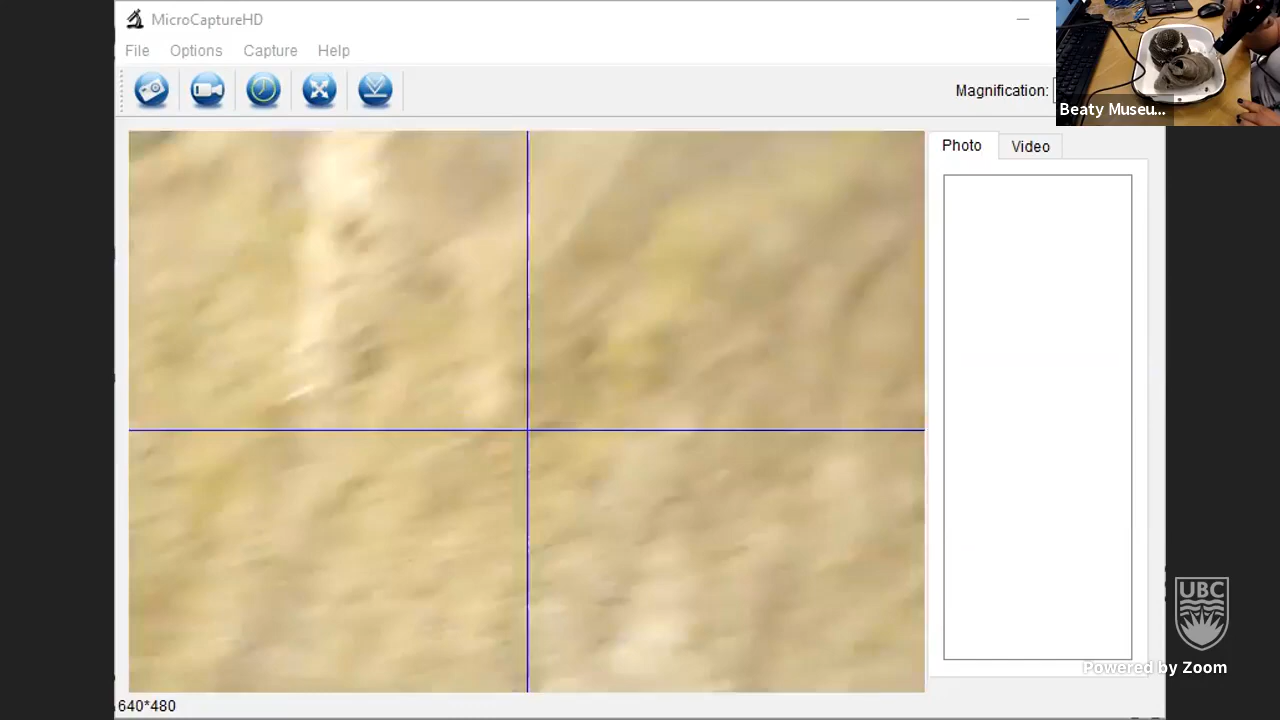 MicroCaptureHD
File Options Capture Help
Magnification:
Beaty Museu...
Photo Video
UBC
Powered by Zoom
640*480